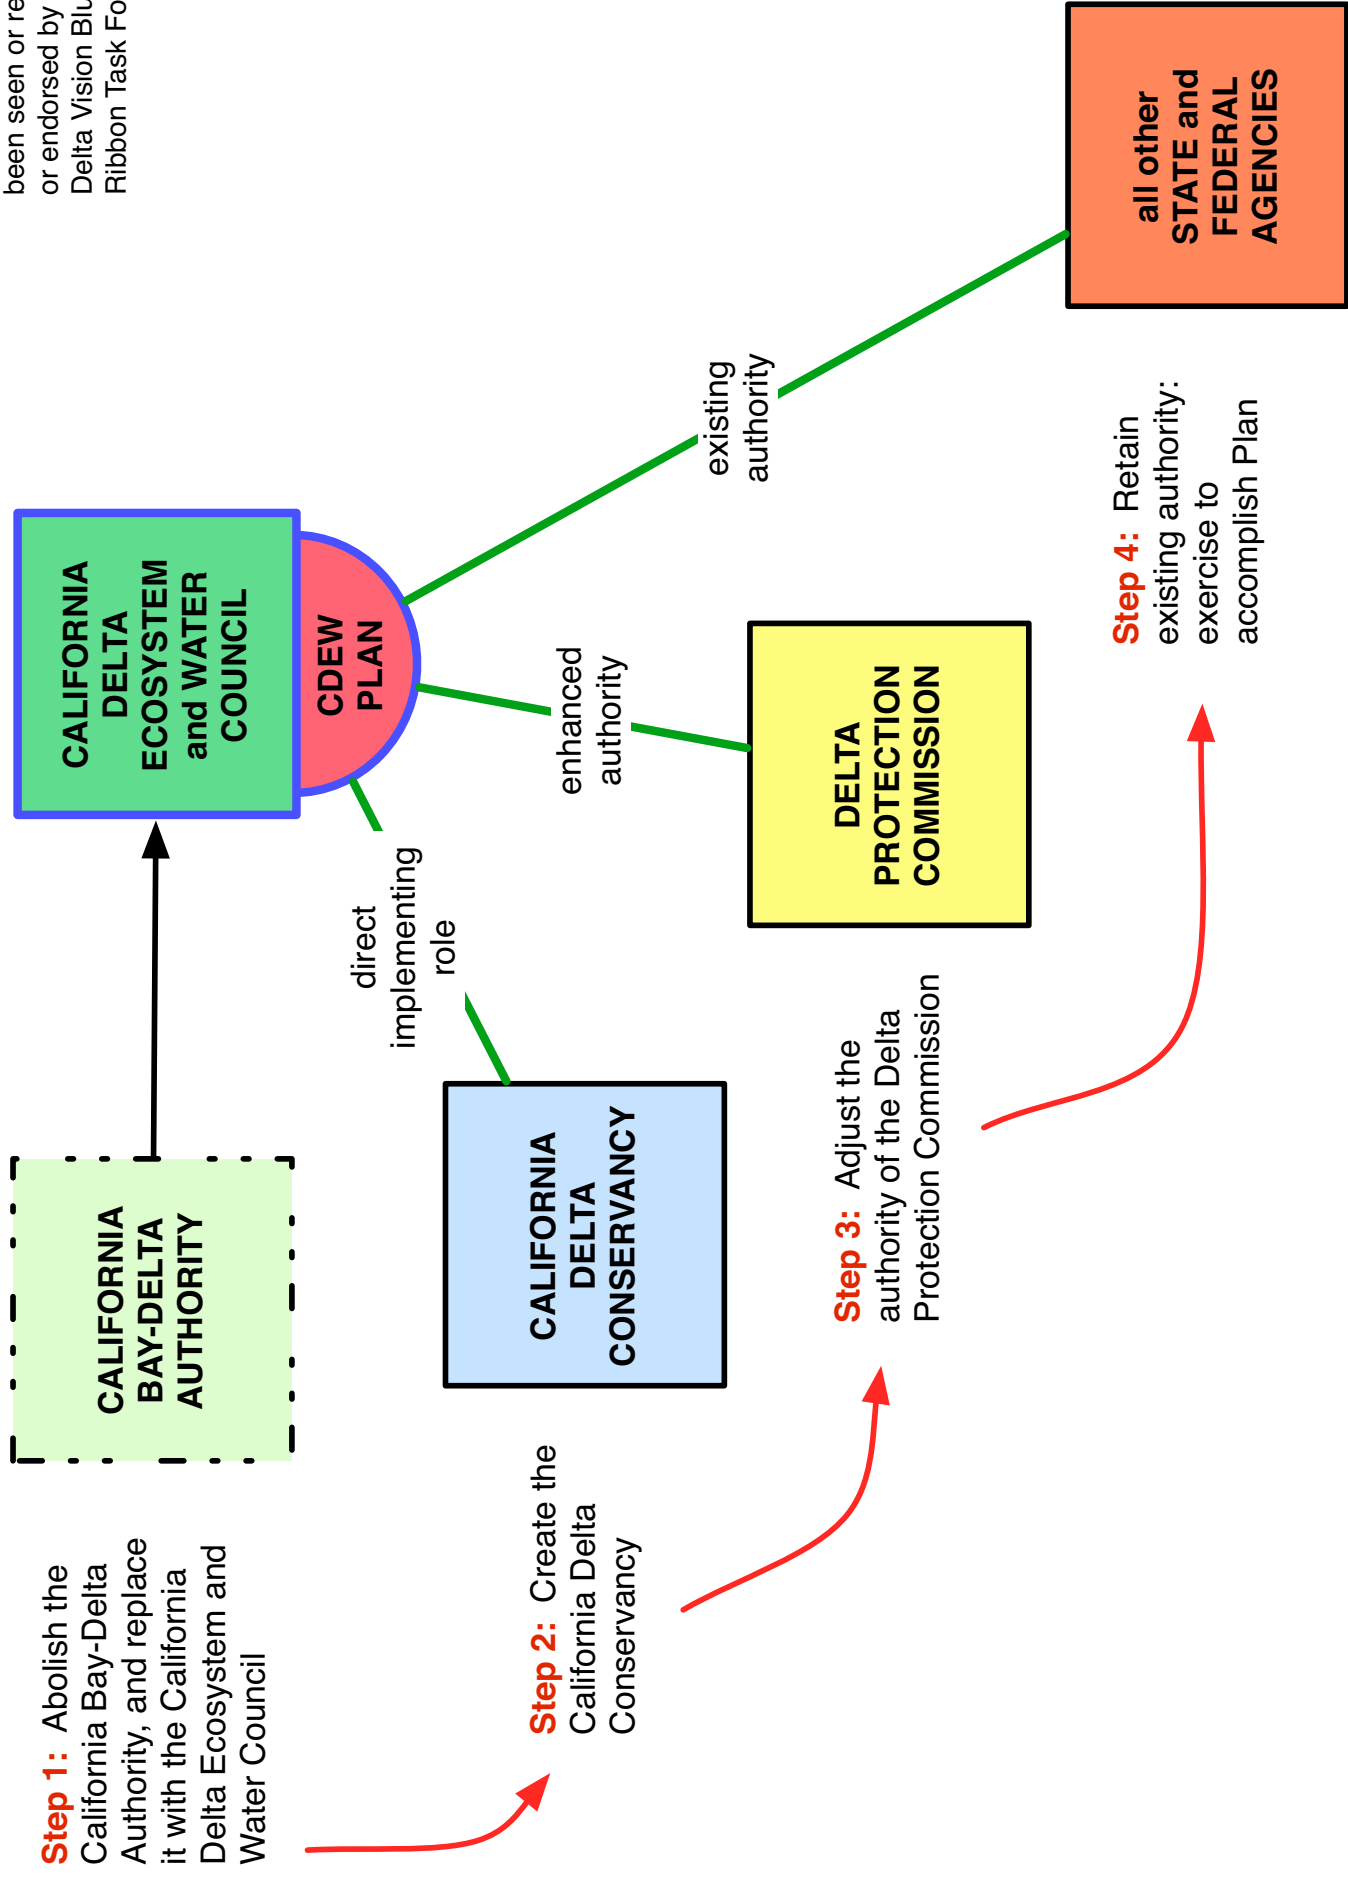 been seen or re
or endorsed by
Delta Vision Blu
Ribbon Task Fo
Step 1: Abolish the
California Bay-Delta
Authority, and replace
it with the California
Delta Ecosystem and
Water Council
CALIFORNIA
BAY-DELTA
AUTHORITY
CALIFORNIA
DELTA
ECOSYSTEM
and WATER
COUNCIL
CDEW
PLAN
direct
implementing
role
enhanced
authority
existing
authority
Step 2: Create the
California Delta
Conservancy
CALIFORNIA
DELTA
CONSERVANCY
Step 3: Adjust the
authority of the Delta
Protection Commission
DELTA
PROTECTION
COMMISSION
Step 4: Retain
existing authority:
exercise to
accomplish Plan
all other
STATE and
FEDERAL
AGENCIES